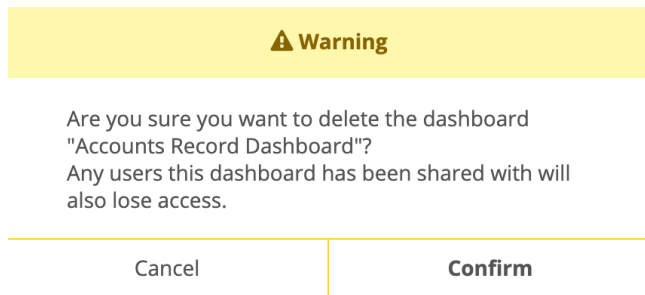 Warning
Are you sure you want to delete the dashboard
"Accounts Record Dashboard"?
Any users this dashboard has been shared with will
also lose access.
Cancel
Confirm